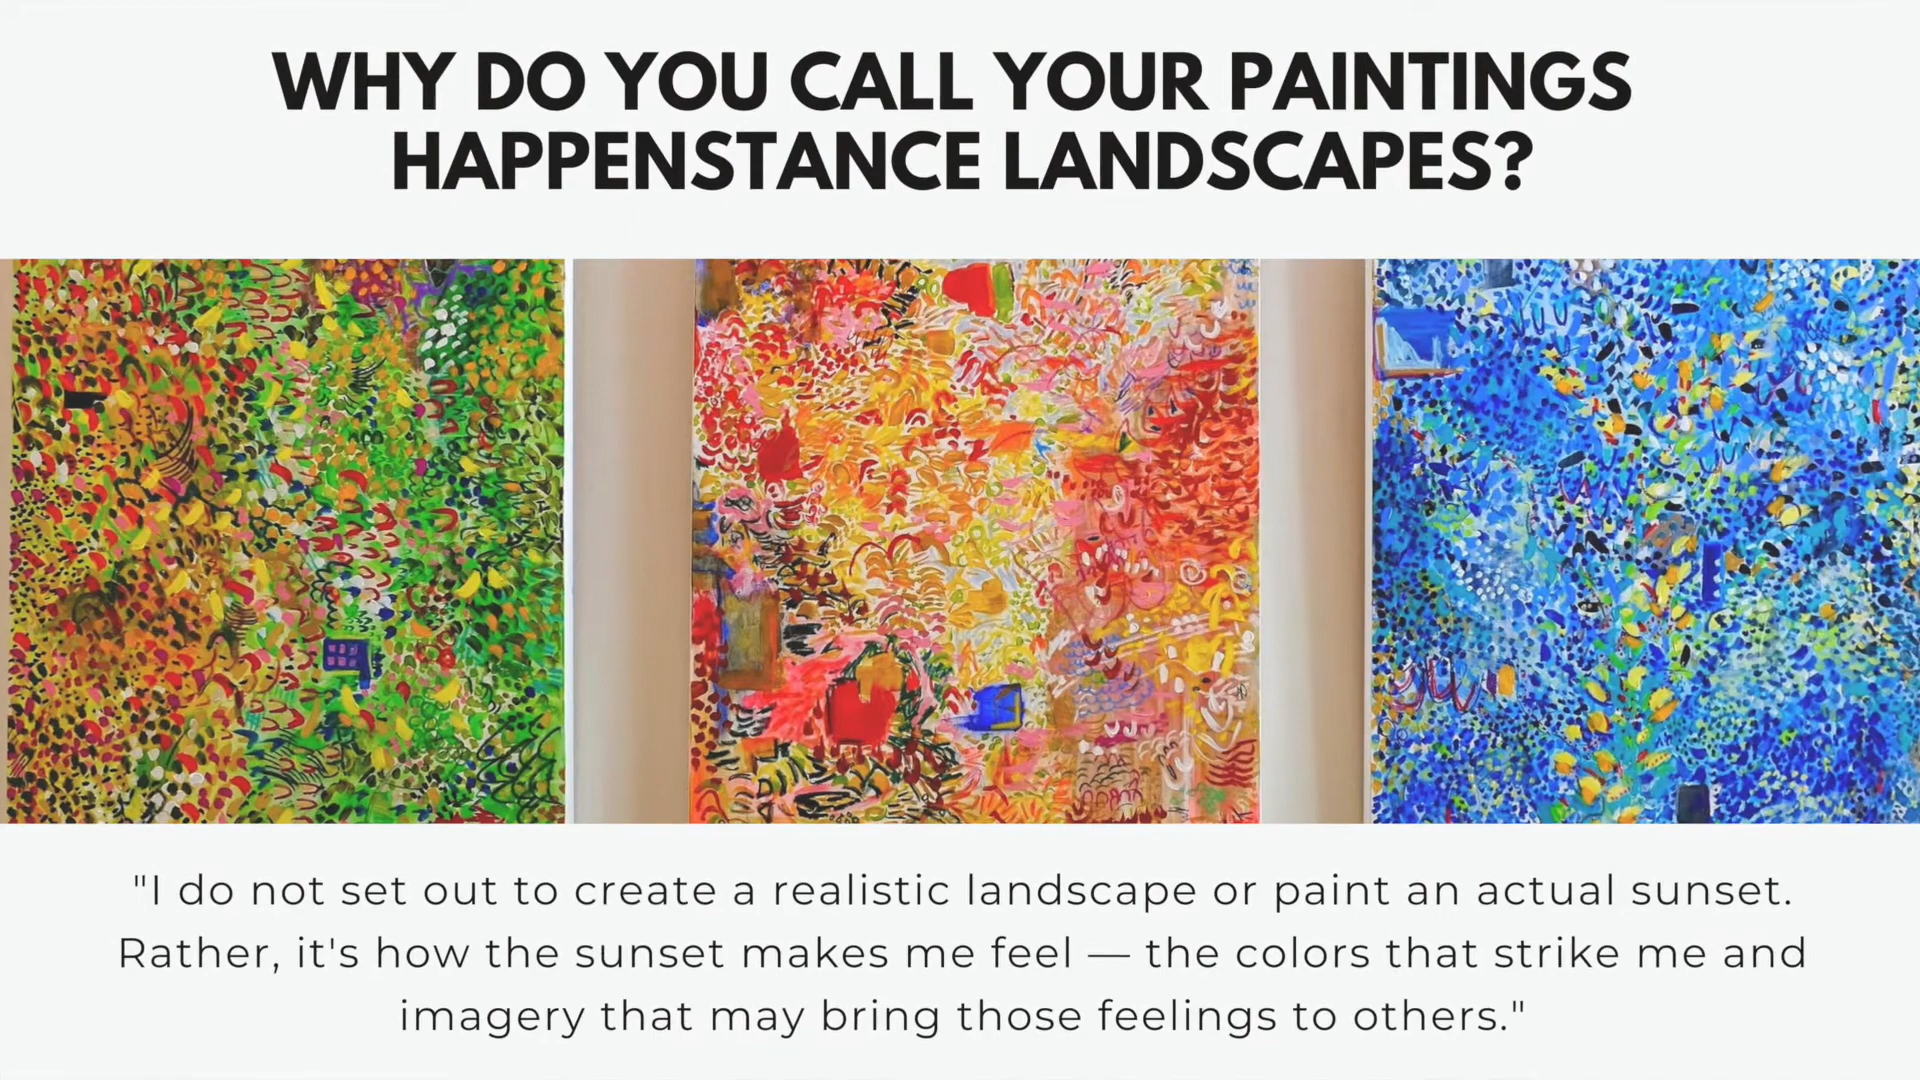 WHY DO YOU CALL YOUR PAINTINGS
HAPPENSTANCE LANDSCAPES?
"I do not set out to create a realistic landscape or paint an actual sunset.
Rather, it's how the sunset makes me feel — the colors that strike me and
imagery that may bring those feelings to others."